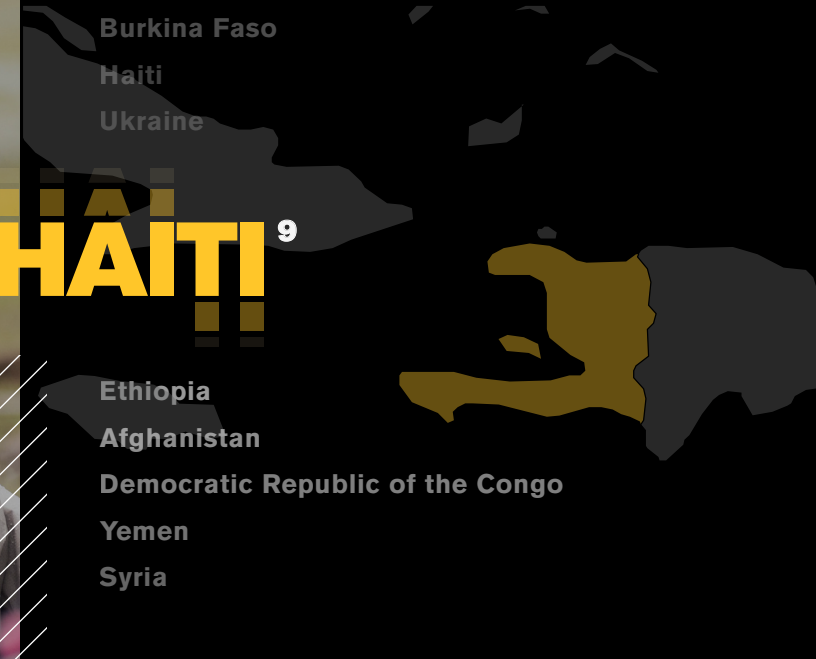 Burkina Faso
Haiti
Ukraine
HAITI 9
Ethiopia
Afghanistan
Democratic Republic of the Congo
Yemen
Syria